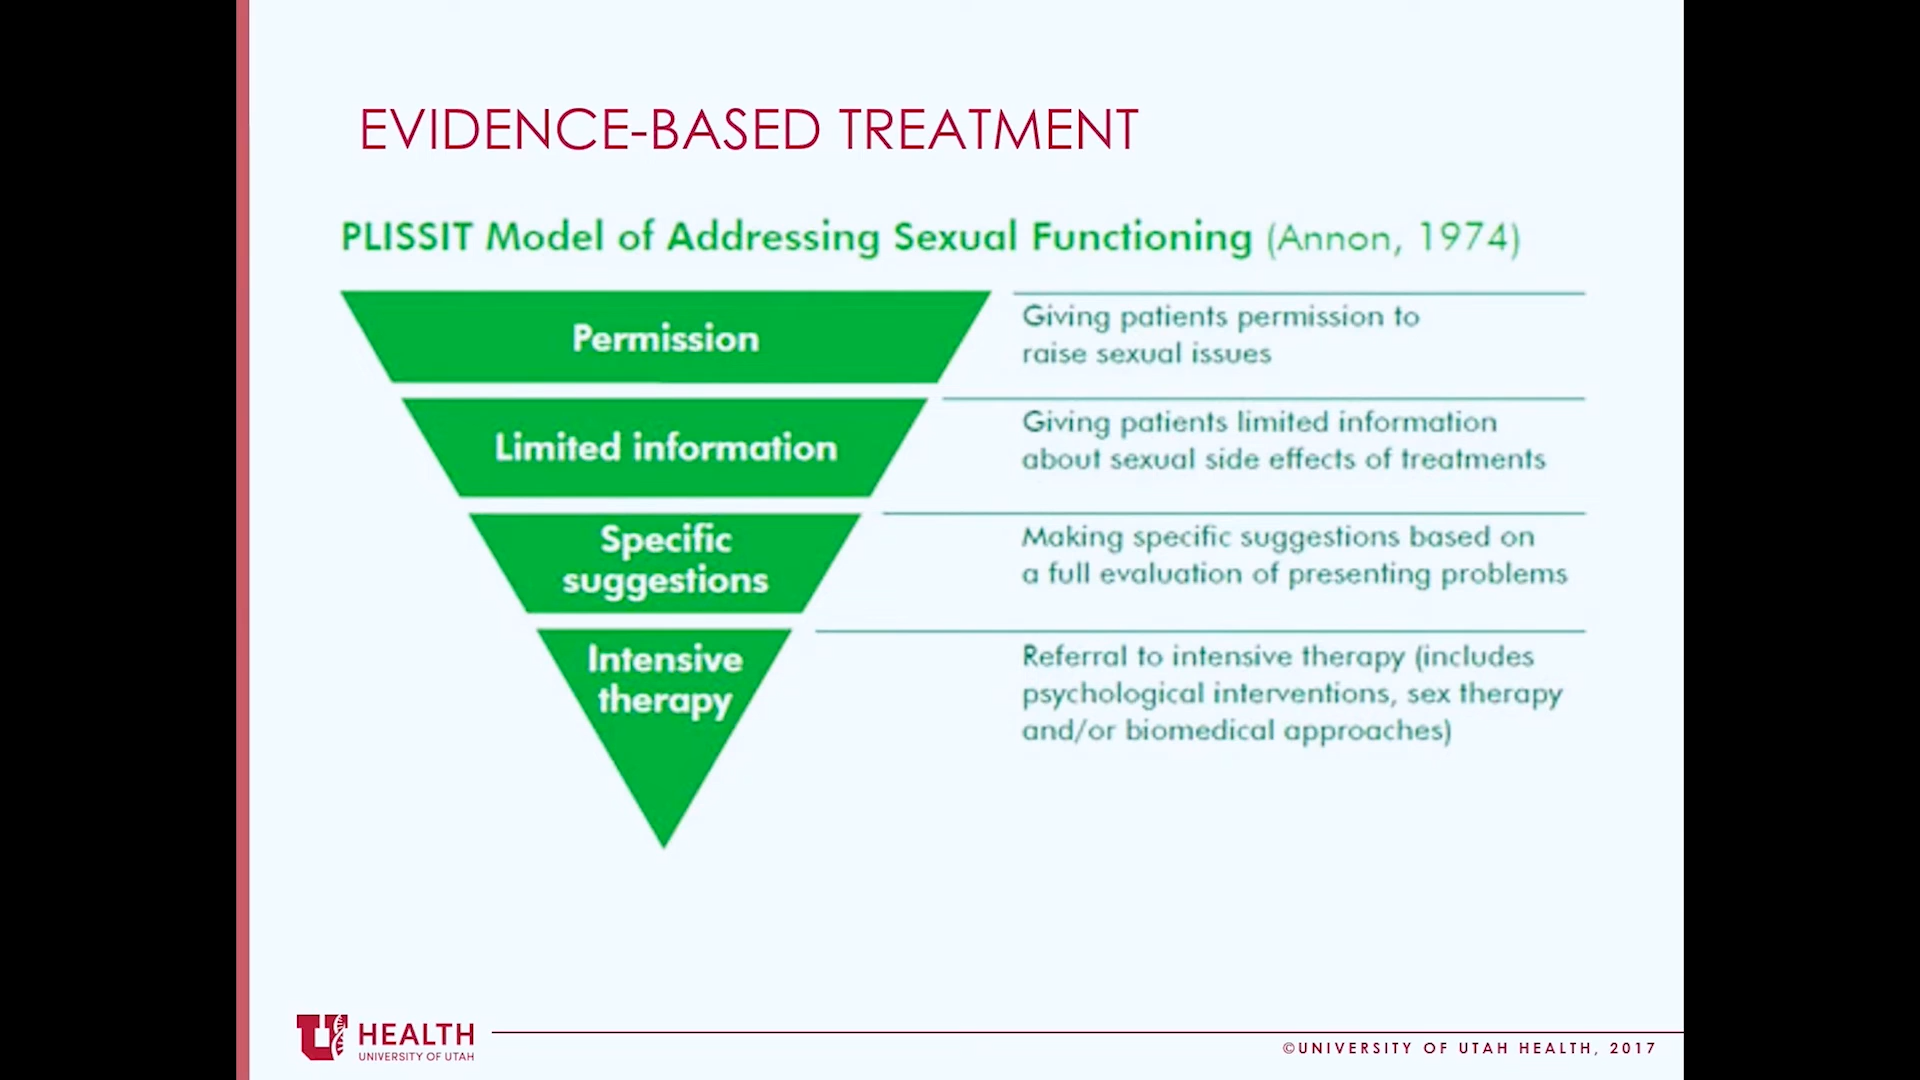 EVIDENCE-BASED TREATMENT
PLISSIT Model of Addressing Sexual Functioning (Annon, 1974)
Permission
Giving patients permission to
raise sexual issues
Limited information
Giving patients limited information
about sexual side effects of treatments
Specific
suggestions
Making specific suggestions based on
a full evaluation of presenting problems
Intensive
therapy
Referral to intensive therapy (includes
psychological interventions, sex therapy
and/or biomedical approaches)
U HEALTH
UNIVERSITY OF UTAH
©UNIVERSITY OF UTAH HEALTH, 2017